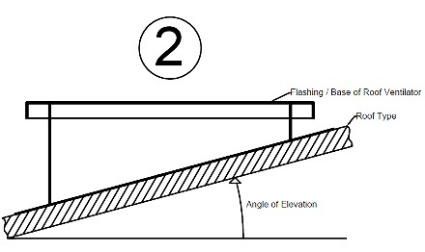 2
Flashing / Base of Roof Ventilator
Roof Type
Angle of Elevation